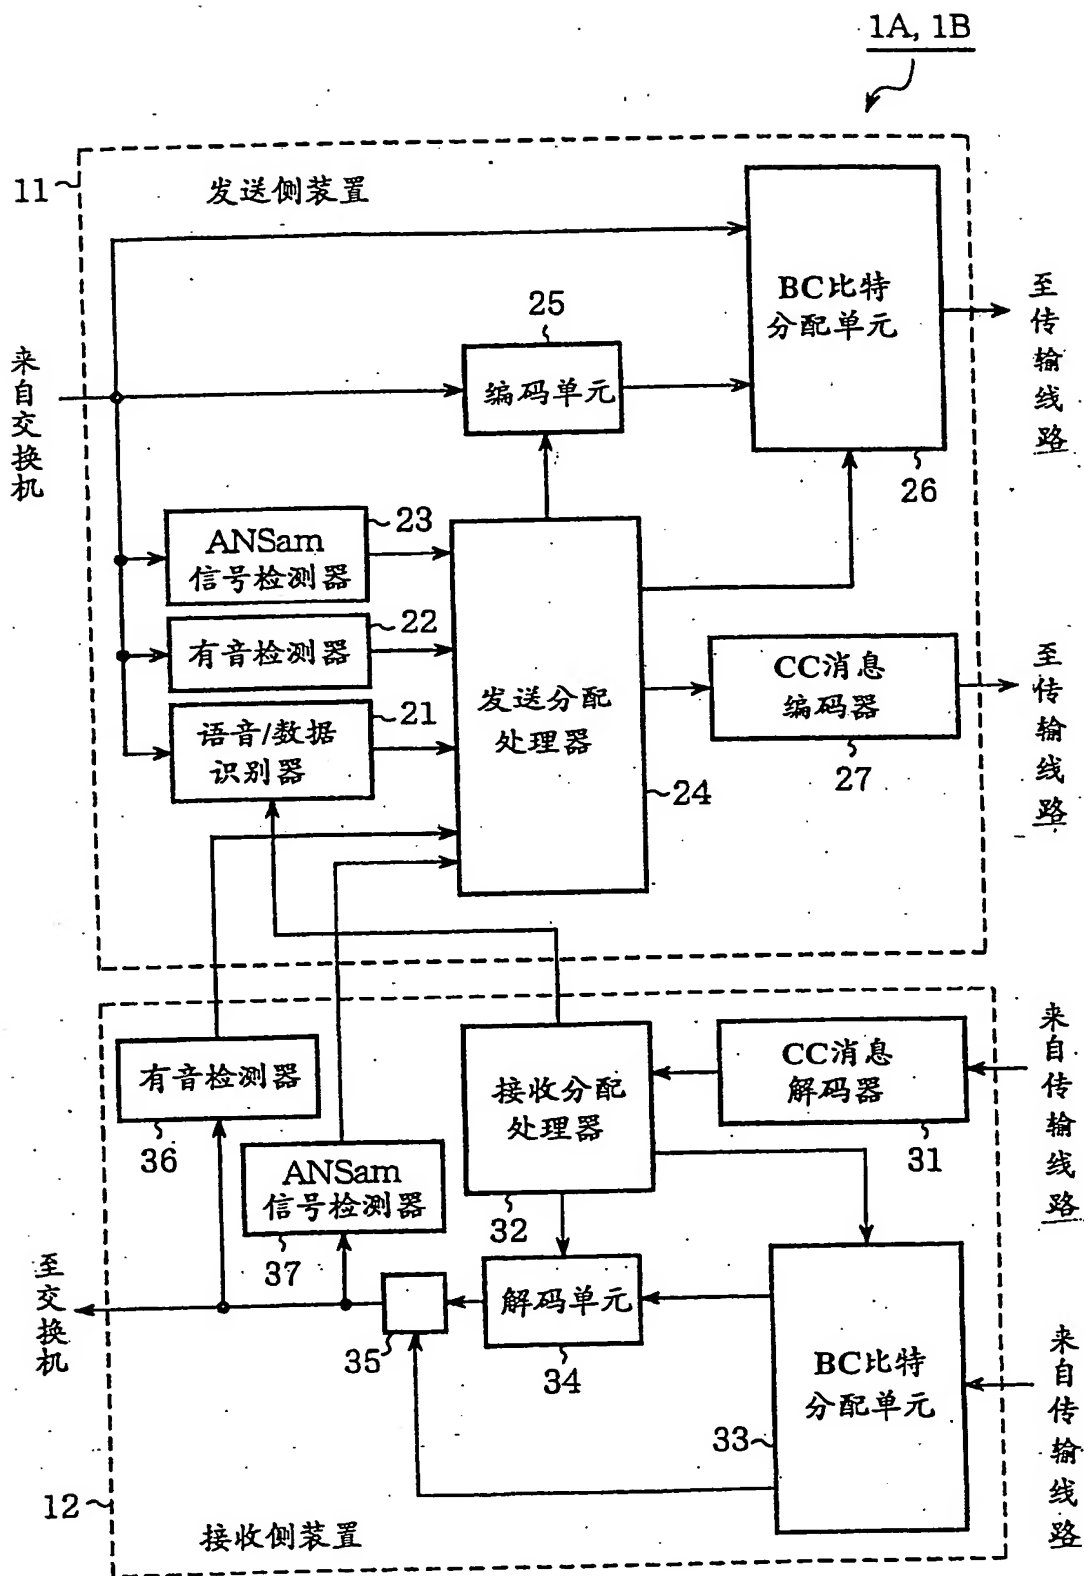 1A, 1B
11
发送侧装置
BC比特
分配单元
26
至传输线路
25
编码单元
来自交换机
ANSam
信号检测器
23
有音检测器
22
语音/数据
识别器
21
发送分配
处理器
24
CC消息
编码器
27
至传输线路
有音检测器
36
ANSam
信号检测器
37
接收分配
处理器
32
CC消息
解码器
31
来自传输线路
至交换机
35
解码单元
34
BC比特
分配单元
33
来自传输线路
12
接收侧装置